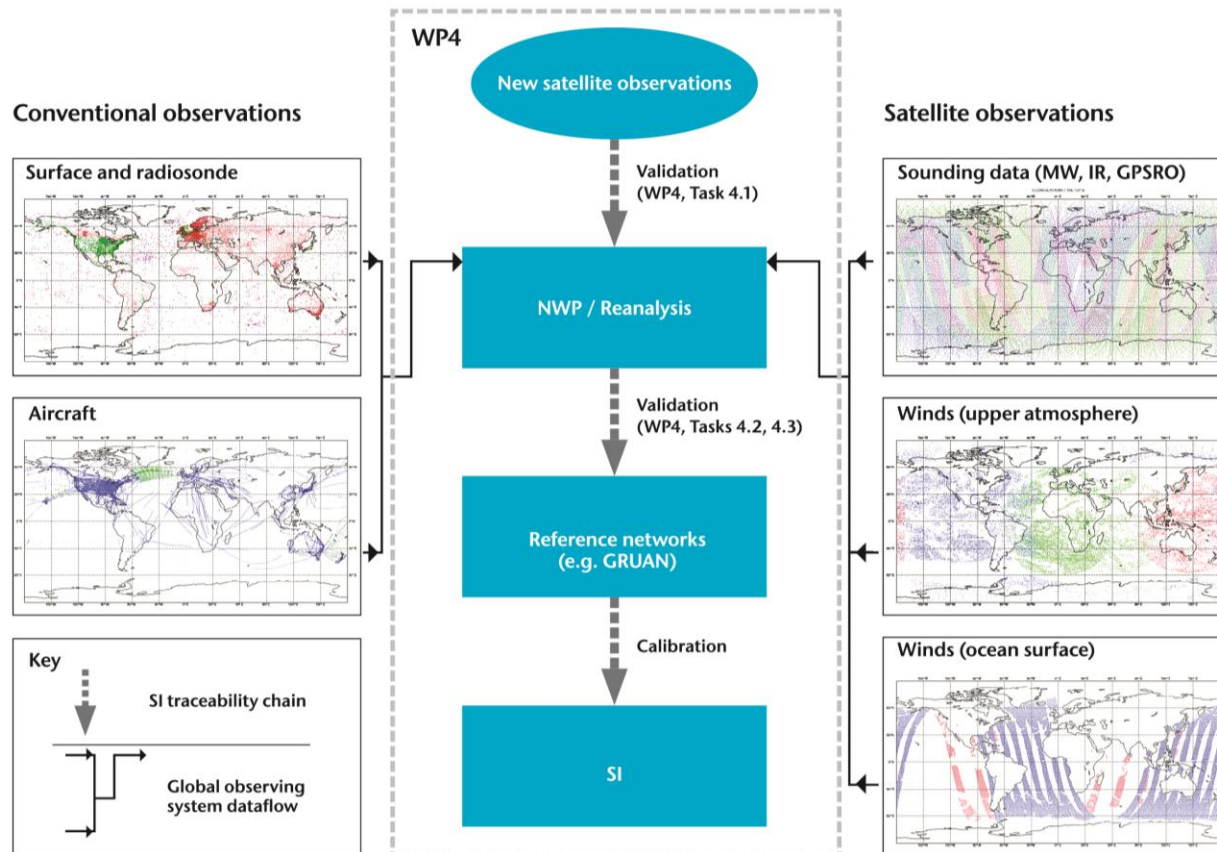 WP4
New satellite observations
Validation
(WP4, Task 4.1)
NWP / Reanalysis
Validation
(WP4, Tasks 4.2, 4.3)
Reference networks
(e.g. GRUAN)
Calibration
SI
Conventional observations
Surface and radiosonde
Aircraft
Key
SI traceability chain
Global observing
system dataflow
Satellite observations
Sounding data (MW, IR, GPSRO)
Winds (upper atmosphere)
Winds (ocean surface)